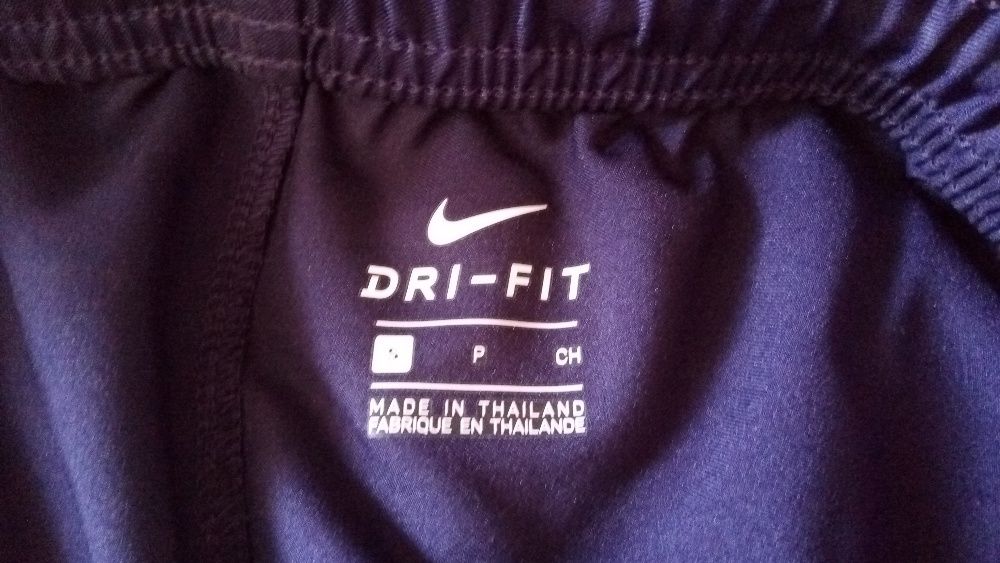 DRI-FIT
S P CH
MADE IN THAILAND
FABRIQUE EN THAILANDE